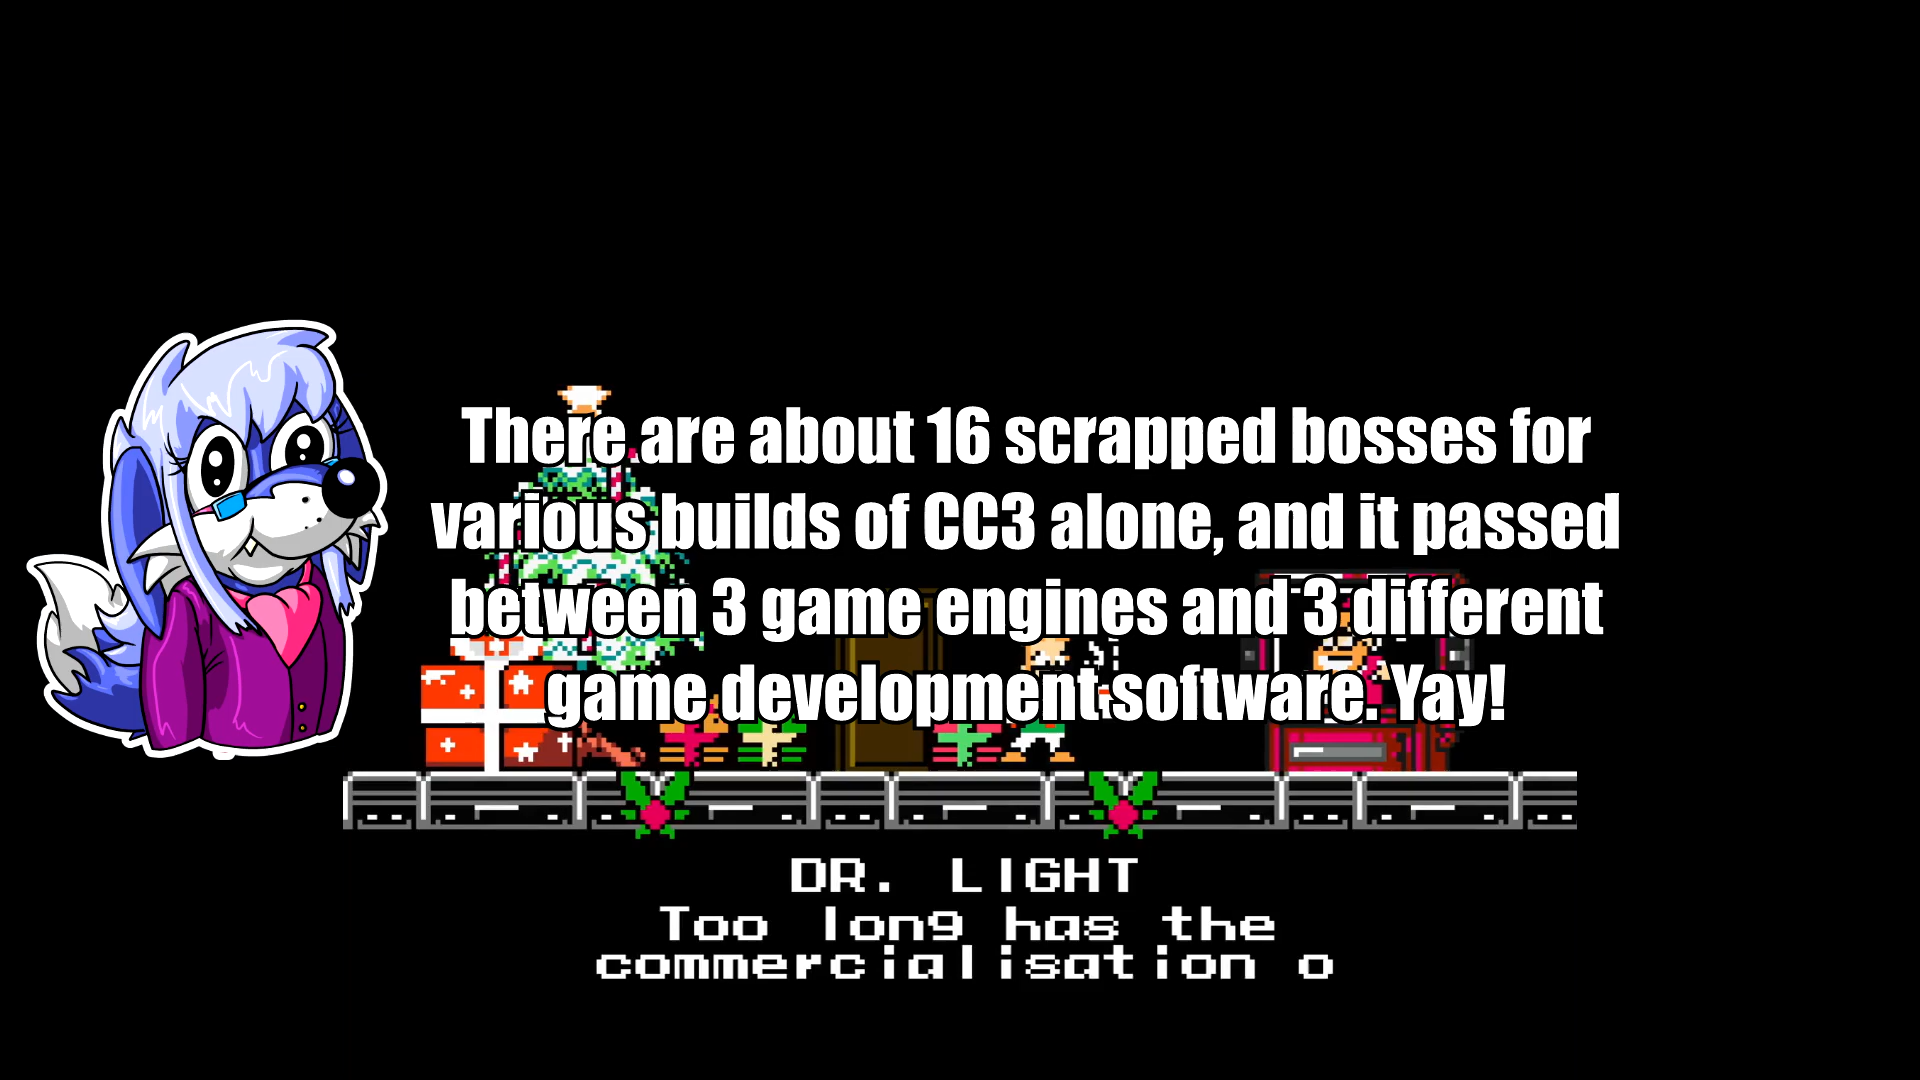 There are about 16 scrapped bosses for
various builds of CC3 alone, and it passed
between 3 game engines and 3 different
game development software. Yay!
DR. LIGHT
Too long has the
commercialisation o